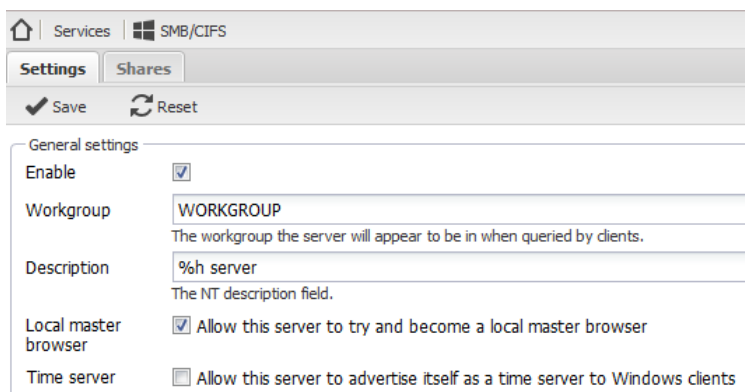 Services SMB/CIFS
Settings Shares
Save Reset
General settings
Enable
Workgroup WORKGROUP
The workgroup the server will appear to be in when queried by clients.
Description %h server
The NT description field.
Local master browser Allow this server to try and become a local master browser
Time server Allow this server to advertise itself as a time server to Windows clients